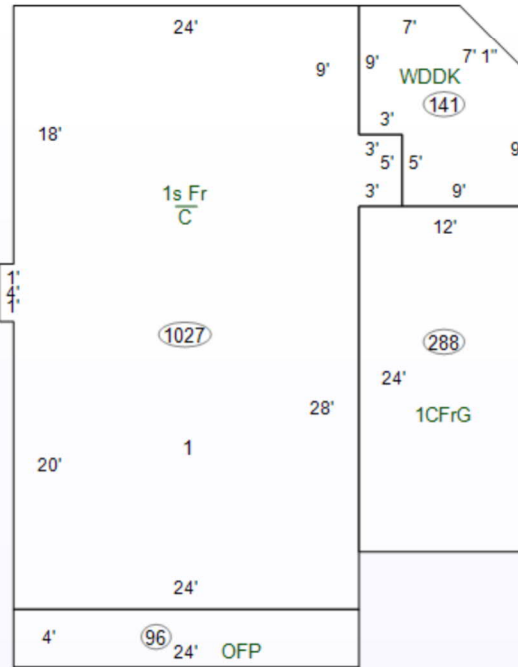 24' 7'
7' 1"
9' 9' WDDK
141
3'
18' 3' 9
5' 5'
1s Fr 3' 9'
C
12'
1'
4'
1'
1027 288
24'
28' 1CFrG
1
20'
24'
4' 96 24' OFP